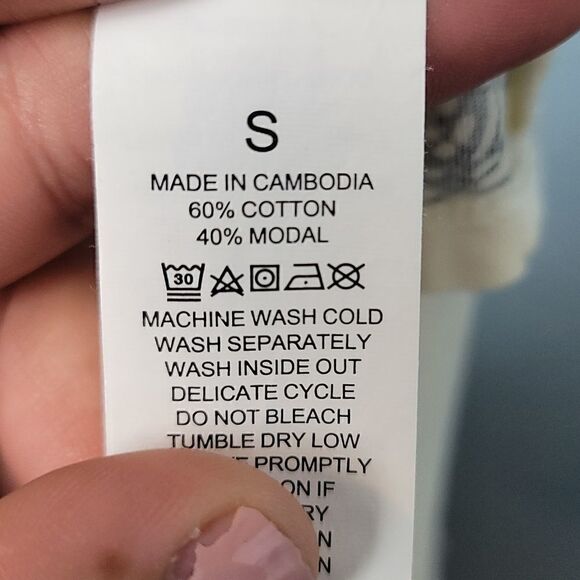 S
MADE IN CAMBODIA
60% COTTON
40% MODAL
30
MACHINE WASH COLD
WASH SEPARATELY
WASH INSIDE OUT
DELICATE CYCLE
DO NOT BLEACH
TUMBLE DRY LOW
PROMPTLY
IF